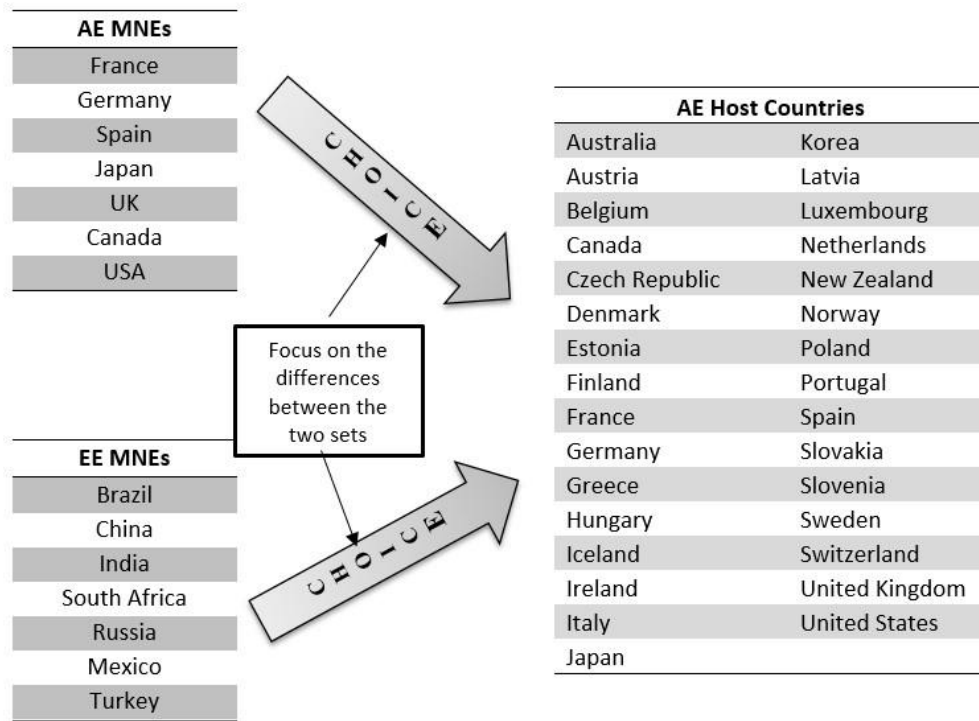 AE MNEs
France
Germany
Spain
Japan
UK
Canada
USA
CHOICE
Focus on the
differences
between the
two sets
EE MNEs
Brazil
China
India
South Africa
Russia
Mexico
Turkey
CHOICE
AE Host Countries
Australia Korea
Austria Latvia
Belgium Luxembourg
Canada Netherlands
Czech Republic New Zealand
Denmark Norway
Estonia Poland
Finland Portugal
France Spain
Germany Slovakia
Greece Slovenia
Hungary Sweden
Iceland Switzerland
Ireland United Kingdom
Italy United States
Japan